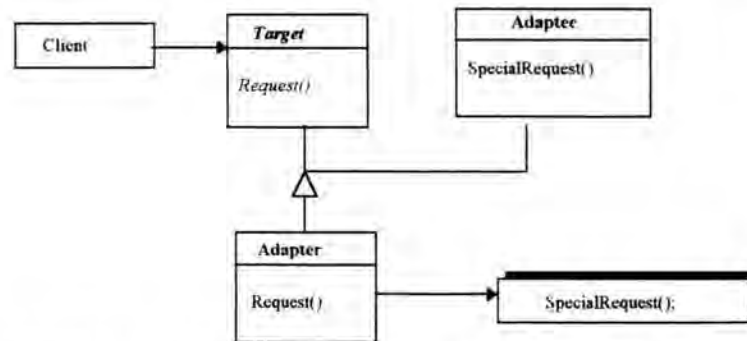 Client
Target
Request()
Adaptee
SpecialRequest()
Adapter
Request()
SpecialRequest();